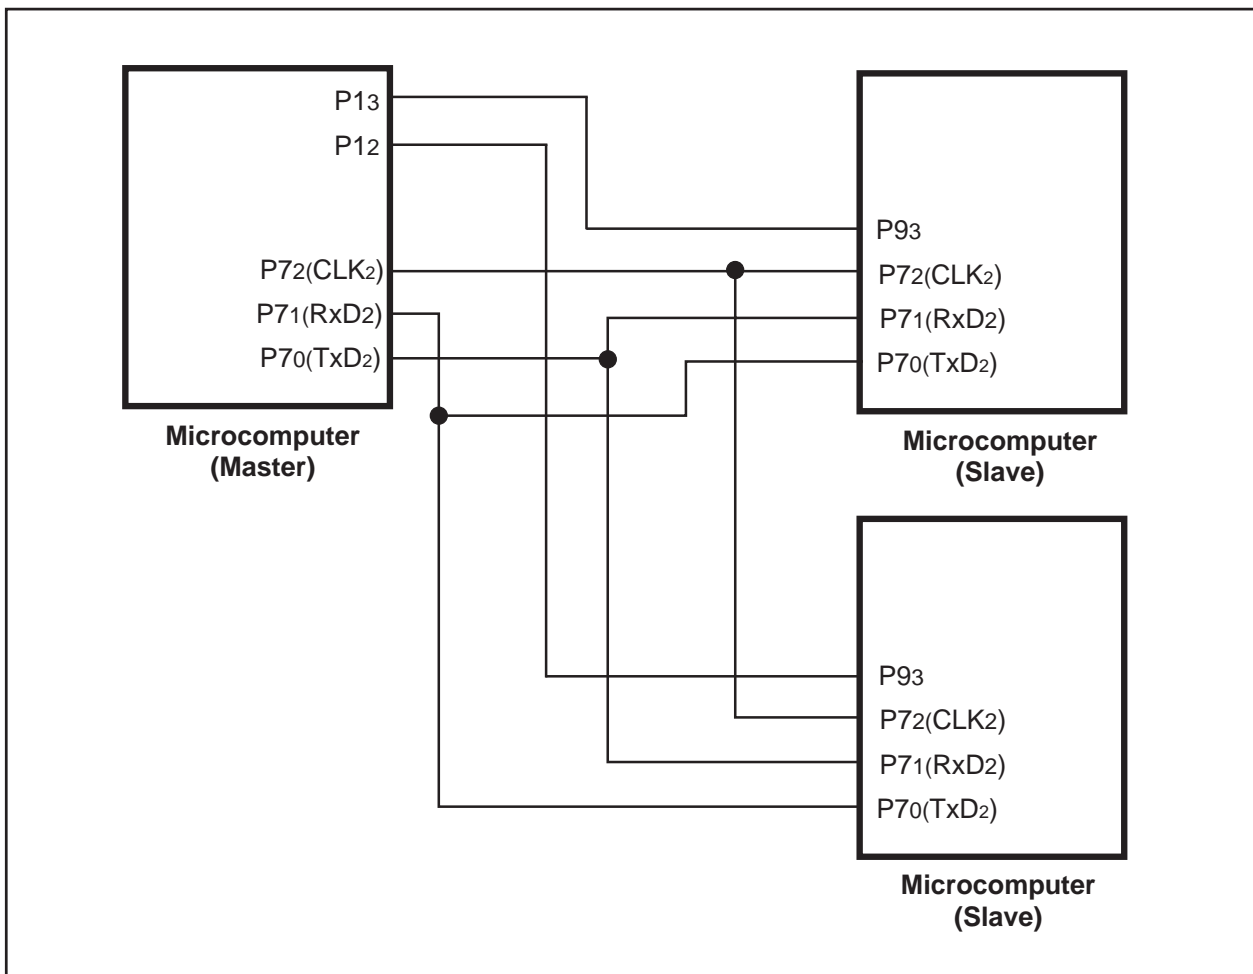 P13
P12
P72(CLK2)
P71(RxD2)
P70(TxD2)
Microcomputer
(Master)
P93
P72(CLK2)
P71(RxD2)
P70(TxD2)
Microcomputer
(Slave)
P93
P72(CLK2)
P71(RxD2)
P70(TxD2)
Microcomputer
(Slave)